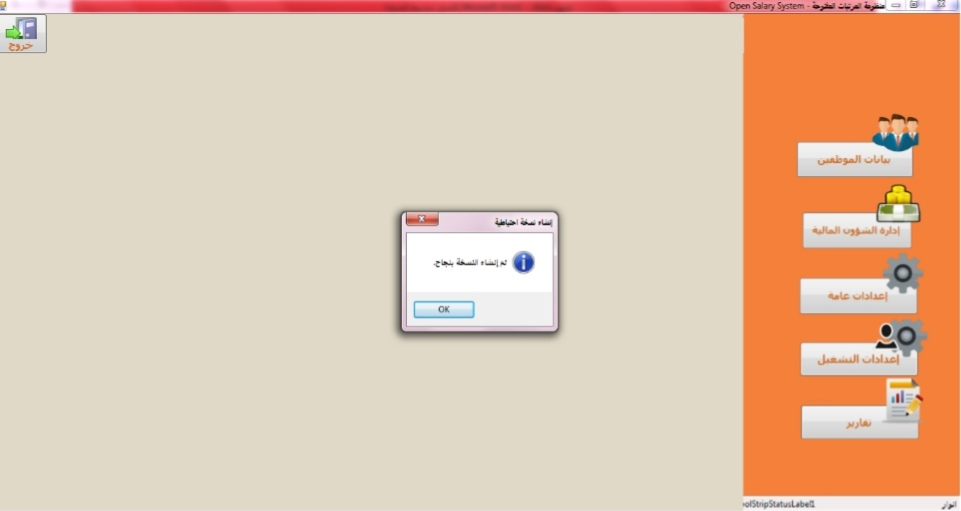 منظومة المرتبات المفتوحة - Open Salary System
خروج
بيانات الموظفين
إدارة الشؤون المالية
إعدادات عامة
إعدادات التشغيل
تقارير
إنشاء نسخة احتياطية
تم إنشاء النسخة بنجاح.
OK
olStripStatusLabel1